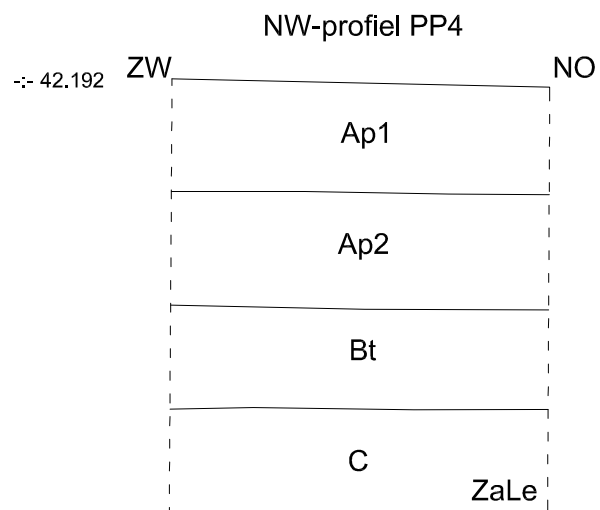 NW-profiel PP4
ZW
NO
-:- 42.192
Ap1
Ap2
Bt
C
ZaLe